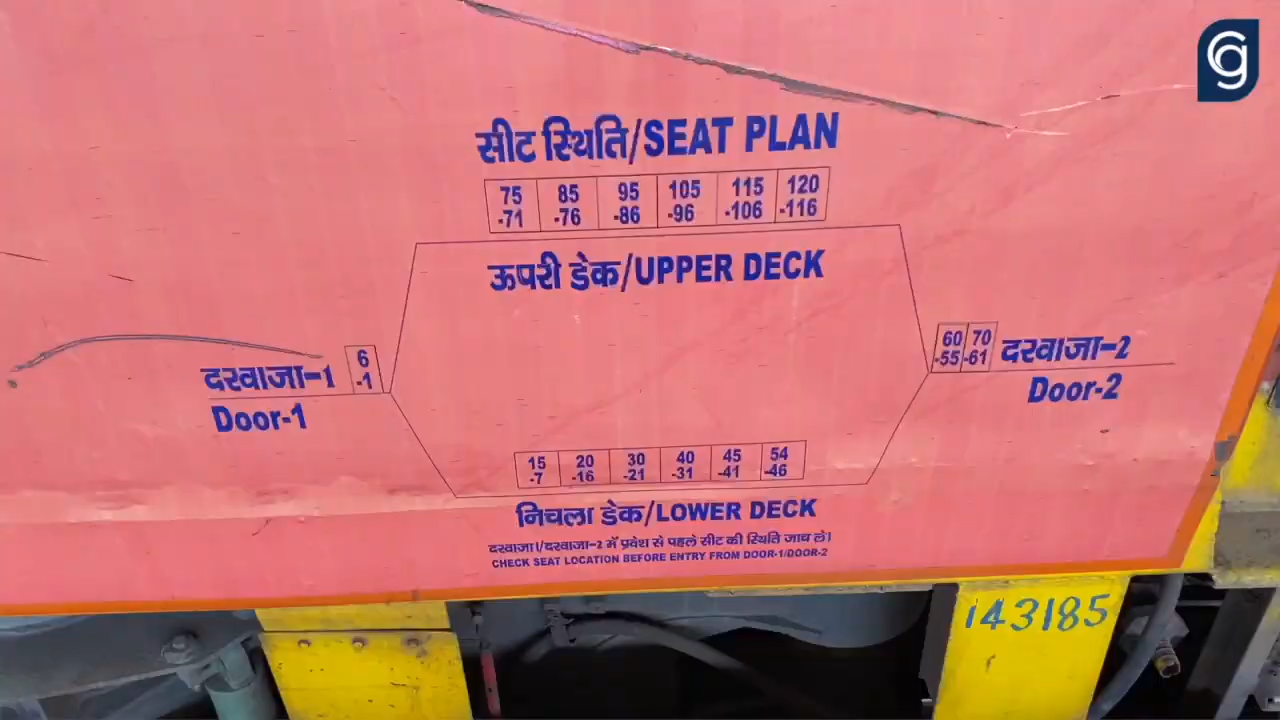 सीट स्थिति/SEAT PLAN
75 85 95 105 115 120
-71 -76 -86 -96 -106 -116
ऊपरी डेक/UPPER DECK
6
-1
दरवाजा-1
Door-1
60 70
-55 -61
दरवाजा-2
Door-2
15 20 30 40 45 54
-7 -16 -21 -31 -41 -46
निचला डेक/LOWER DECK
दरवाजा।/दरवाजा-2 में प्रवेश से पहले सीट की स्थिति जाच ले।
CHECK SEAT LOCATION BEFORE ENTRY FROM DOOR-1/DOOR-2
143185